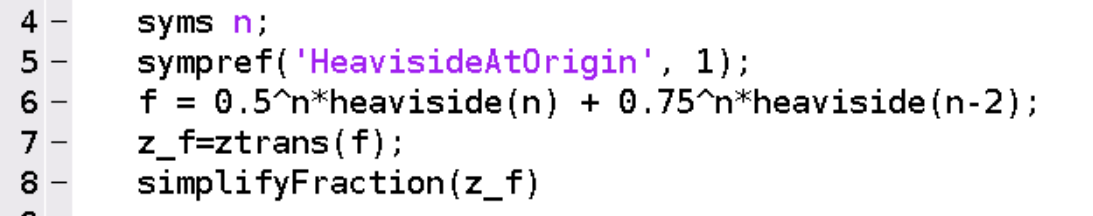 4 – syms n;
5 – sympref('HeavisideAtOrigin', 1);
6 – f = 0.5^n*heaviside(n) + 0.75^n*heaviside(n-2);
7 – z_f=ztrans(f);
8 – simplifyFraction(z_f)